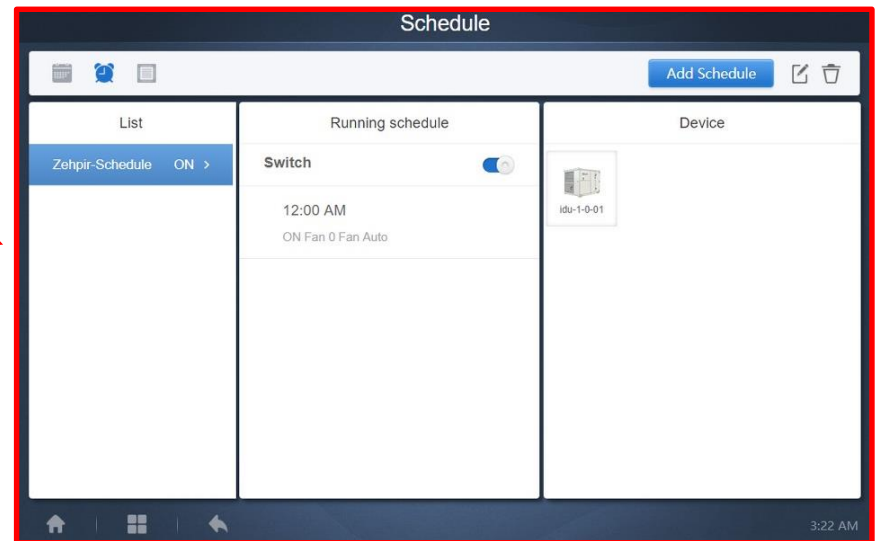 Schedule
Add Schedule
List
Running schedule
Device
Zehpir-Schedule ON >
Switch
12:00 AM
ON Fan 0 Fan Auto
idu-1-0-01
3:22 AM